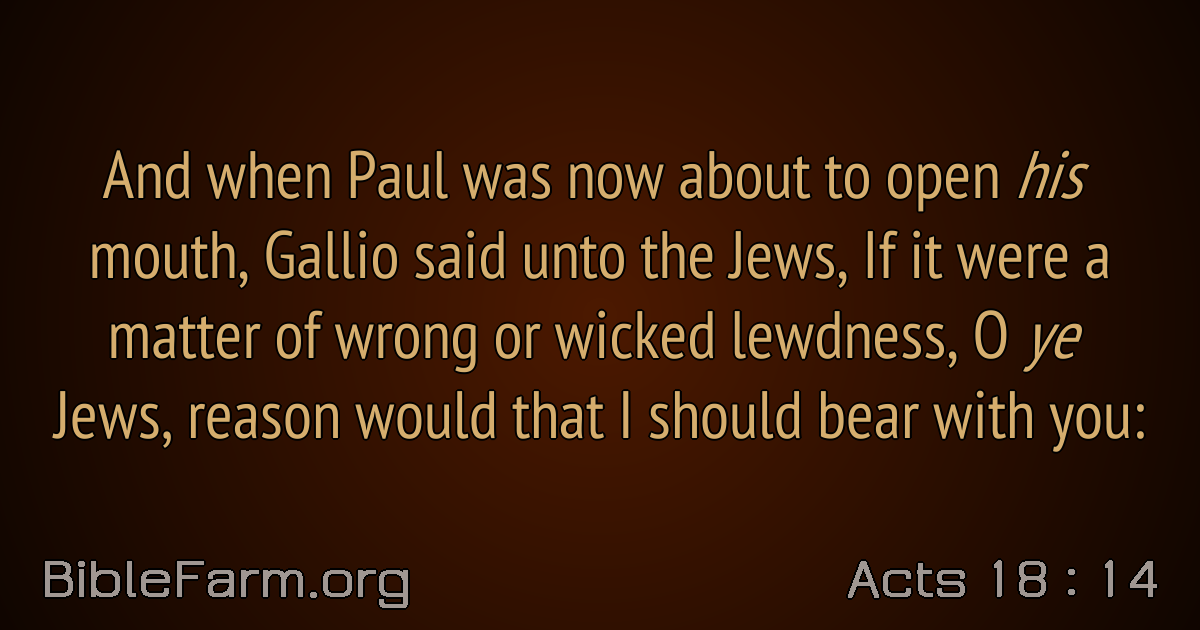 And when Paul was now about to open his
mouth, Gallio said unto the Jews, If it were a
matter of wrong or wicked lewdness, O ye
Jews, reason would that I should bear with you:
BibleFarm.org
Acts 18 : 14